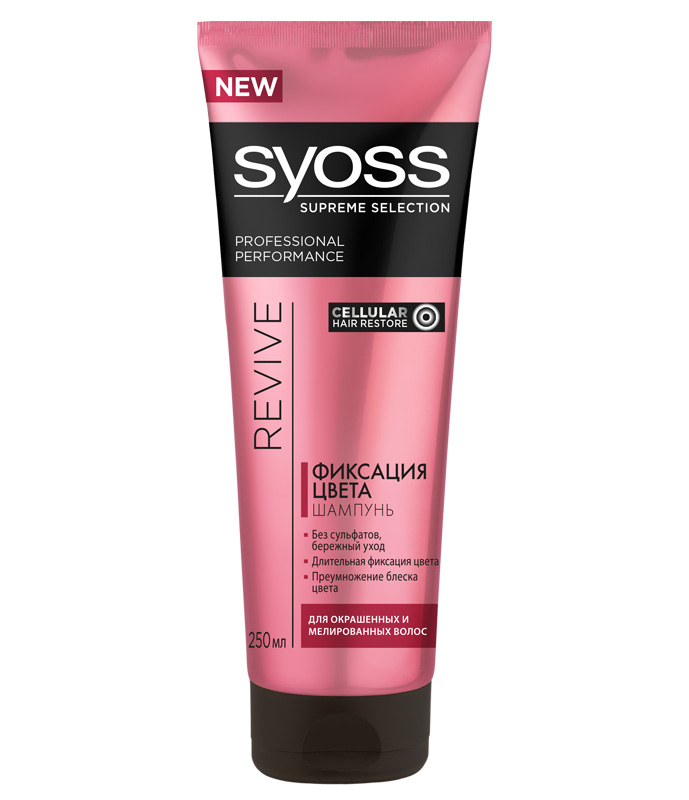 NEW
SYOSS
SUPREME SELECTION
PROFESSIONAL
PERFORMANCE
CELLULAR
HAIR RESTORE
REVIVE
ФИКСАЦИЯ
ЦВЕТА
ШАМПУНЬ
▪ Без сульфатов,
бережный уход
▪ Длительная фиксация цвета
▪ Преумножение блеска
цвета
ДЛЯ ОКРАШЕННЫХ И
МЕЛИРОВАННЫХ ВОЛОС
250 мл